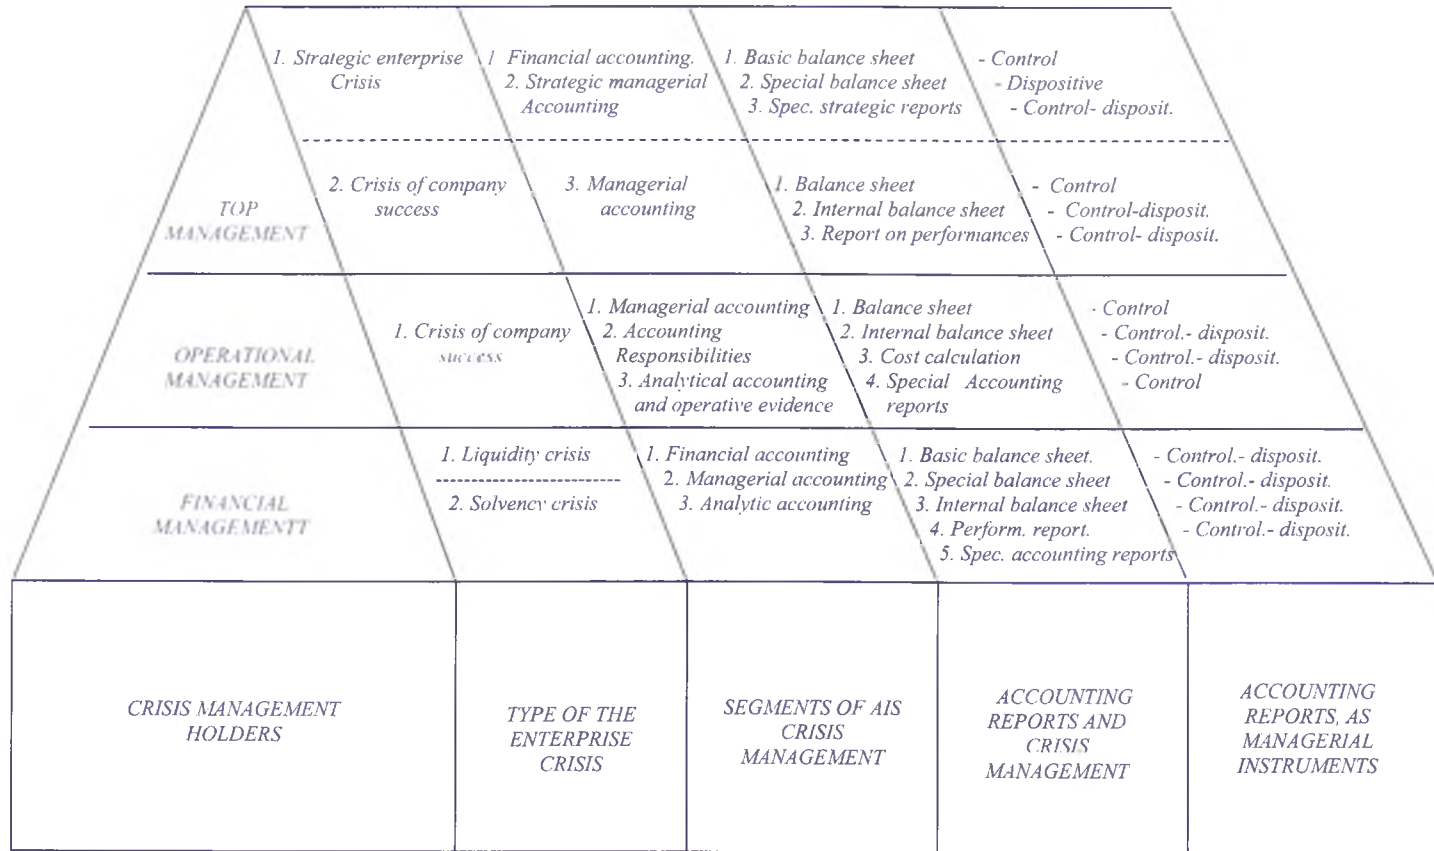 1. Strategic enterprise
Crisis
1 Financial accounting.
2. Strategic managerial
Accounting
1. Basic balance sheet
2. Special balance sheet
3. Spec. strategic reports
- Control
- Dispositive
- Control- disposit.
TOP
MANAGEMENT
2. Crisis of company
success
3. Managerial
accounting
1. Balance sheet
2. Internal balance sheet
3. Report on performances
- Control
- Control-disposit.
- Control- disposit.
OPERATIONAL
MANAGEMENT
1. Crisis of company
success
1. Managerial accounting
2. Accounting
Responsibilities
3. Analytical accounting
and operative evidence
1. Balance sheet
2. Internal balance sheet
3. Cost calculation
4. Special Accounting
reports
- Control
- Control.- disposit.
- Control.- disposit.
- Control
FINANCIAL
MANAGEMENTT
1. Liquidity crisis
2. Solvency crisis
1. Financial accounting
2. Managerial accounting
3. Analytic accounting
1. Basic balance sheet.
2. Special balance sheet
3. Internal balance sheet
4. Perform. report.
5. Spec. accounting reports
- Control.- disposit.
- Control.- disposit.
- Control.- disposit.
- Control.- disposit.
CRISIS MANAGEMENT
HOLDERS
TYPE OF THE
ENTERPRISE
CRISIS
SEGMENTS OF AIS
CRISIS
MANAGEMENT
ACCOUNTING
REPORTS AND
CRISIS
MANAGEMENT
ACCOUNTING
REPORTS, AS
MANAGERIAL
INSTRUMENTS